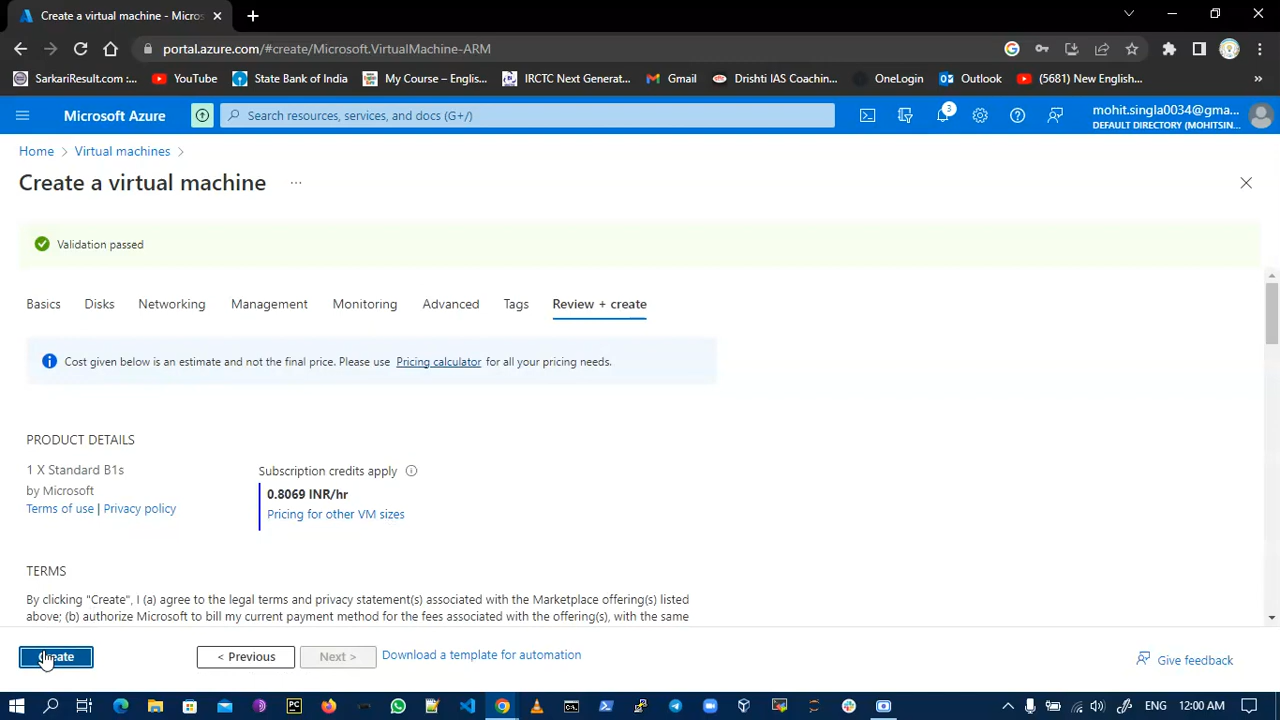 Create a virtual machine - Micros
portal.azure.com/#create/Microsoft.VirtualMachine-ARM
SarkariResult.com :... YouTube State Bank of India My Course – Englis... IRCTC Next Generat... Gmail Drishti IAS Coachin... OneLogin Outlook (5681) New English...
Microsoft Azure
Search resources, services, and docs (G+/)
3
mohit.singla0034@gma...
DEFAULT DIRECTORY (MOHITSIN...
Home > Virtual machines >
Create a virtual machine ...
Validation passed
Basics Disks Networking Management Monitoring Advanced Tags Review + create
Cost given below is an estimate and not the final price. Please use Pricing calculator for all your pricing needs.
PRODUCT DETAILS
1 X Standard B1s
by Microsoft
Terms of use | Privacy policy
Subscription credits apply
0.8069 INR/hr
Pricing for other VM sizes
TERMS
By clicking "Create", I (a) agree to the legal terms and privacy statement(s) associated with the Marketplace offering(s) listed
above; (b) authorize Microsoft to bill my current payment method for the fees associated with the offering(s), with the same
Create < Previous Next > Download a template for automation Give feedback
ENG 12:00 AM